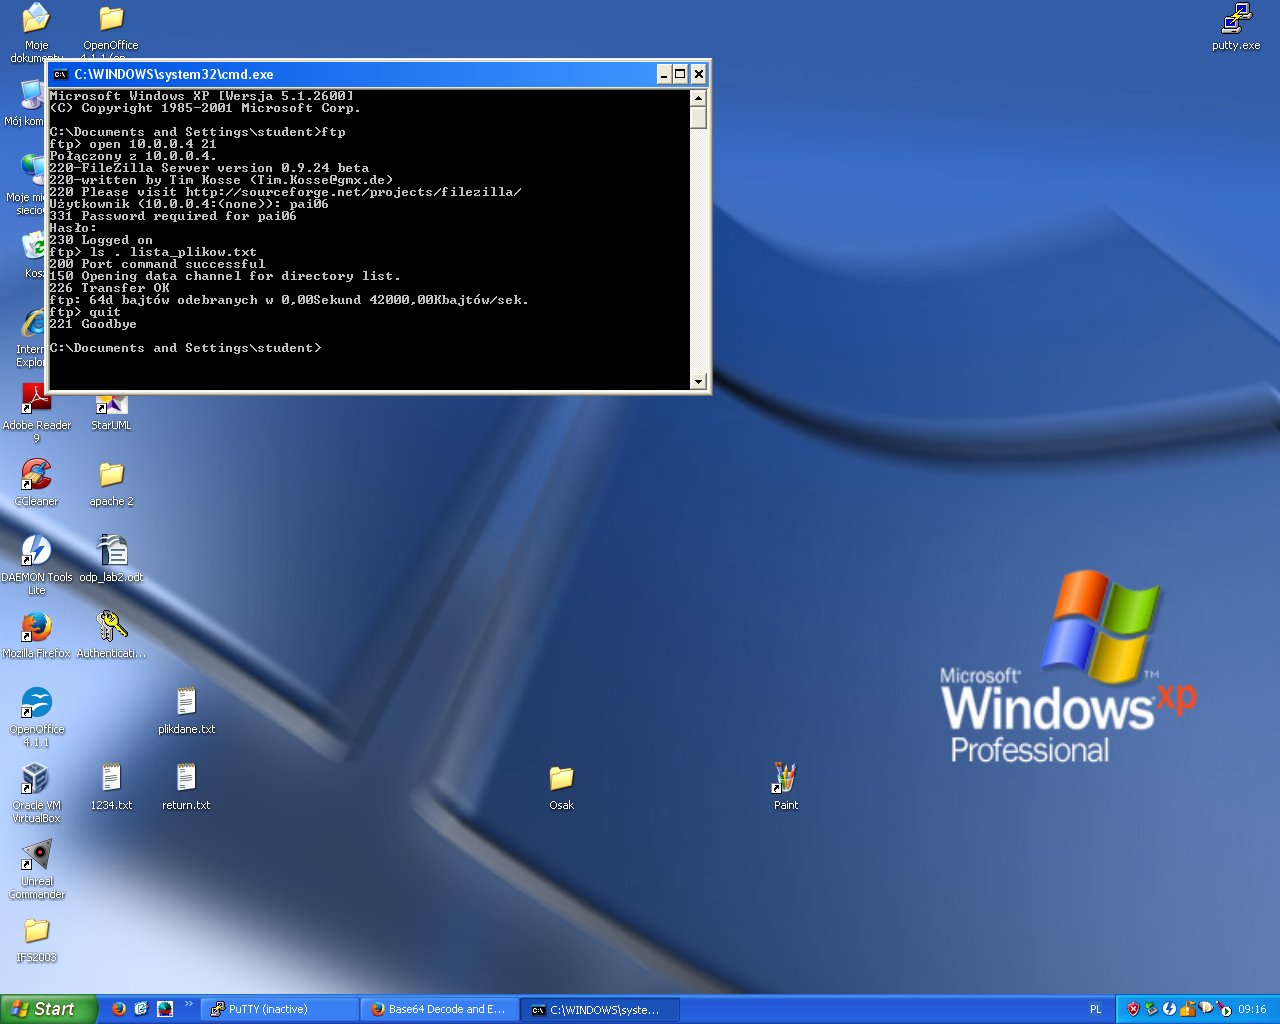 Moje
dokumenty
OpenOffice
putty.exe
C:\WINDOWS\system32\cmd.exe
Microsoft Windows XP [Wersja 5.1.2600]
(C) Copyright 1985-2001 Microsoft Corp.
C:\Documents and Settings\student>ftp
ftp> open 10.0.0.4 21
Połączony z 10.0.0.4.
220-FileZilla Server version 0.9.24 beta
220-written by Tim Kosse (Tim.Kosse@gmx.de)
220 Please visit http://sourceforge.net/projects/filezilla/
Użytkownik (10.0.0.4:(none)): pai06
331 Password required for pai06
Hasło:
230 Logged on
ftp> ls . lista_plikow.txt
200 Port command successful
150 Opening data channel for directory list.
226 Transfer OK
ftp: 64d bajtów odebranych w 0,00Sekund 42000,00Kbajtów/sek.
ftp> quit
221 Goodbye
C:\Documents and Settings\student>
Mój kom
Moje mi
siecio
Kosz
Intern
Explor
Adobe Reader
9
StarUML
CCleaner
apache 2
DAEMON Tools
Lite
odp_lab2.odt
Mozilla Firefox
Authenticati...
OpenOffice
4.1.1
plikdane.txt
Oracle VM
VirtualBox
1234.txt
return.txt
Osak
Paint
Unreal
Commander
IFS2003
Microsoft®
Windows xp ™
Professional
Start
PuTTY (inactive)
Base64 Decode and E...
C:\WINDOWS\syste...
PL
09:16